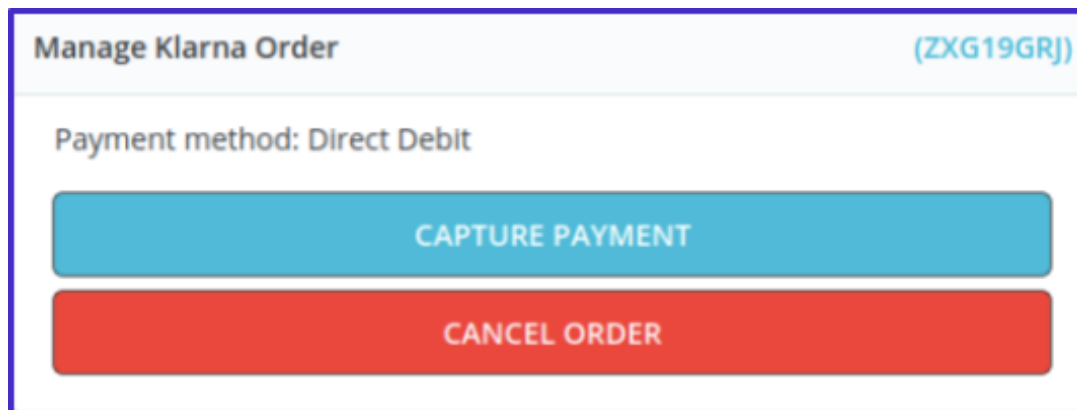 Manage Klarna Order (ZXG19GRJ)
Payment method: Direct Debit
CAPTURE PAYMENT
CANCEL ORDER